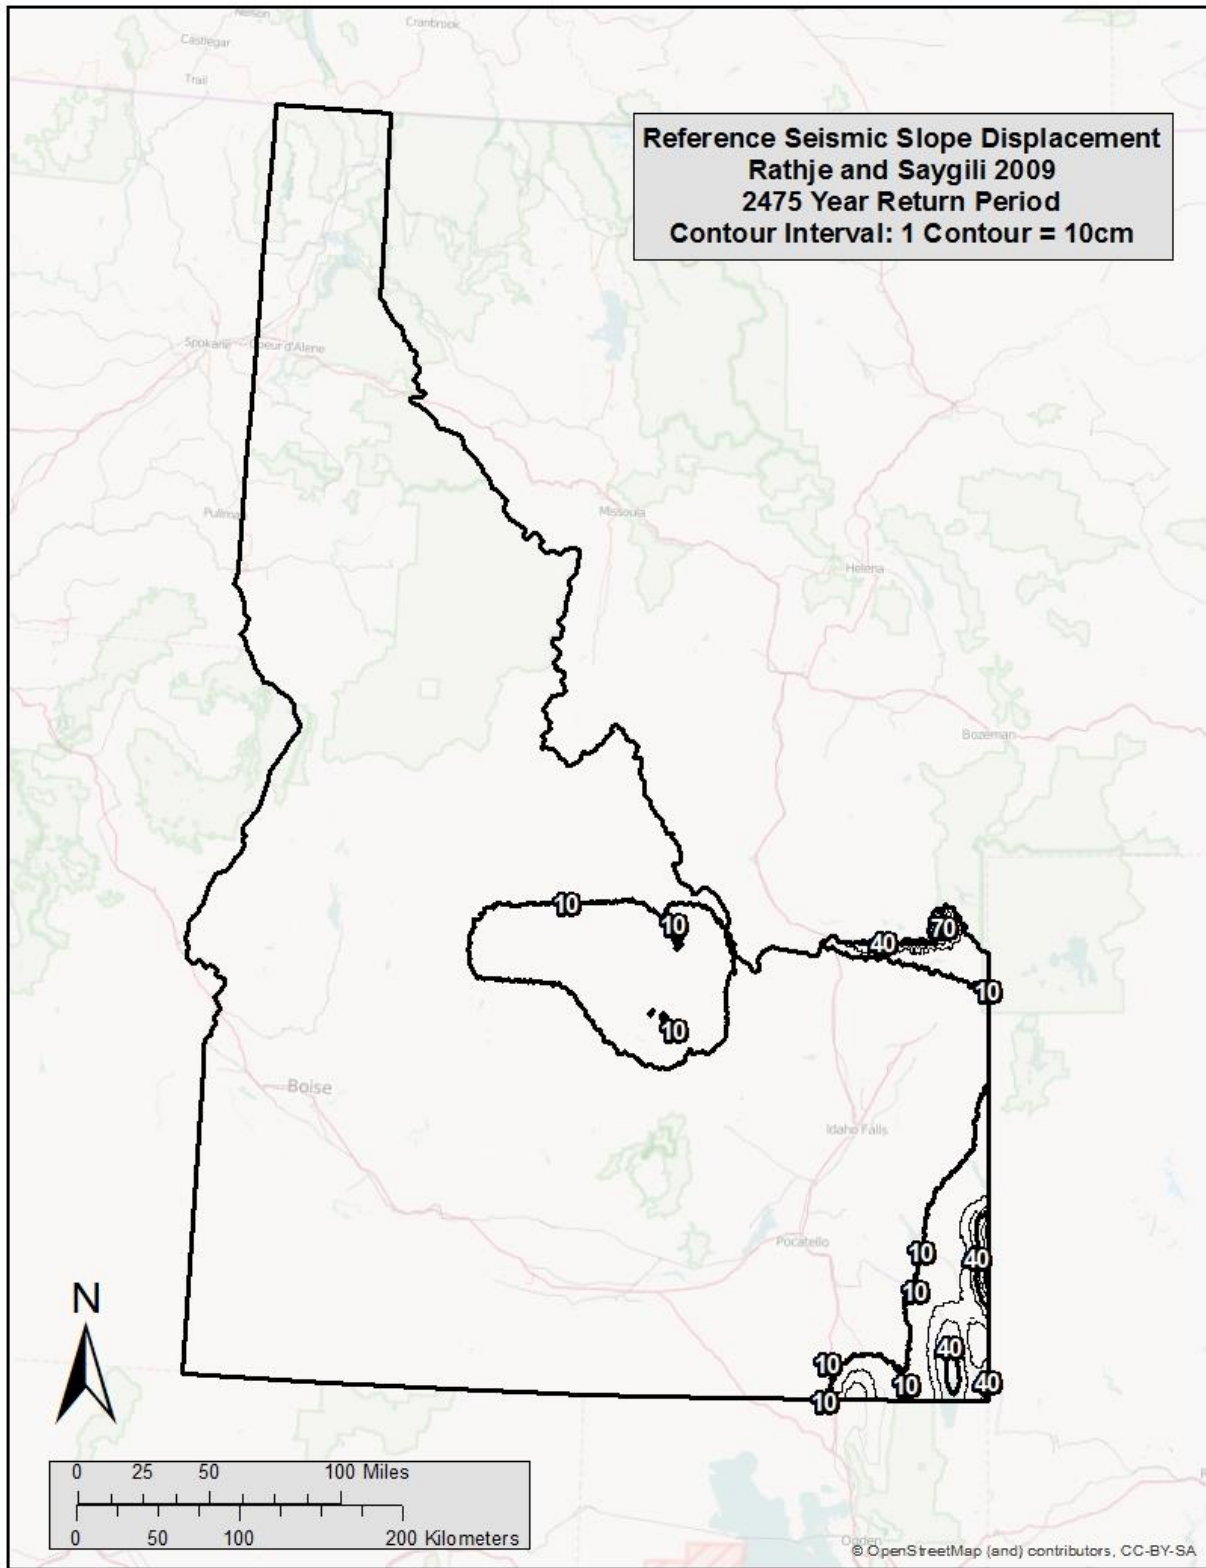 Nelson
Cranbrook
Castlegar
Trail
Reference Seismic Slope Displacement
Rathje and Saygili 2009
2475 Year Return Period
Contour Interval: 1 Contour = 10cm
Spokane
Coeur d'Alene
Pullman
Missoula
Helena
Bozeman
10
10
70
40
10
10
Boise
Idaho Falls
Pocatello
10
40
10
N
40
10
10
40
10
0 25 50 100 Miles
0 50 100 200 Kilometers
Ogden
© OpenStreetMap (and) contributors, CC-BY-SA